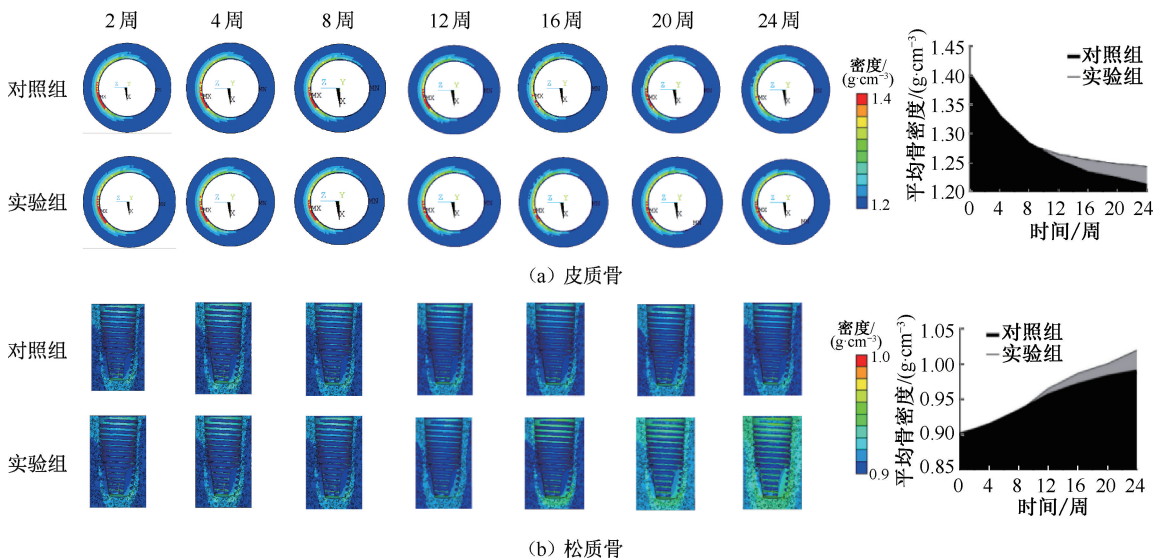 2周 4周 8周 12周 16周 20周 24周
对照组
实验组
密度/
(g·cm⁻³)
1.4
1.2
平均骨密度/(g·cm⁻³)
1.45
1.40
1.35
1.30
1.25
1.20
对照组
实验组
0 4 8 12 16 20 24
时间/周
(a) 皮质骨
对照组
实验组
密度/
(g·cm⁻³)
1.0
0.9
平均骨密度/(g·cm⁻³)
1.05
1.00
0.95
0.90
0.85
对照组
实验组
0 4 8 12 16 20 24
时间/周
(b) 松质骨